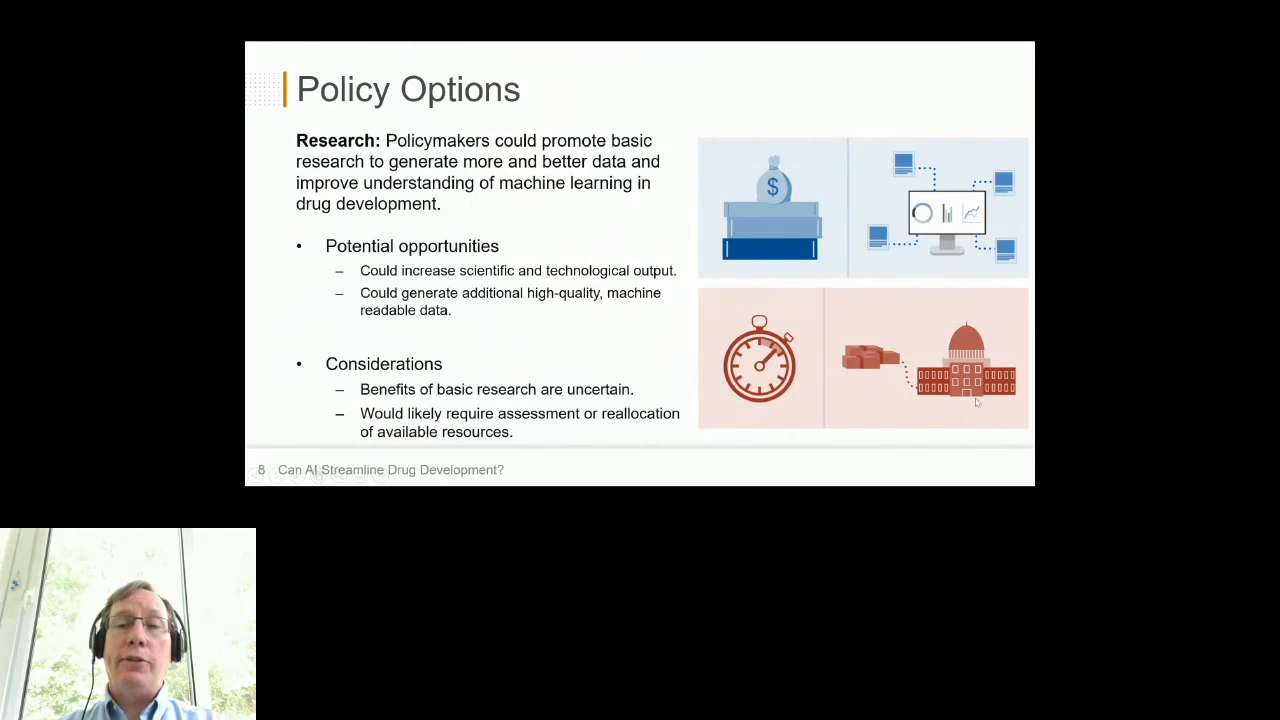 Policy Options
Research: Policymakers could promote basic
research to generate more and better data and
improve understanding of machine learning in
drug development.
• Potential opportunities
– Could increase scientific and technological output.
– Could generate additional high-quality, machine
readable data.
• Considerations
– Benefits of basic research are uncertain.
– Would likely require assessment or reallocation
of available resources.
$
8 Can AI Streamline Drug Development?